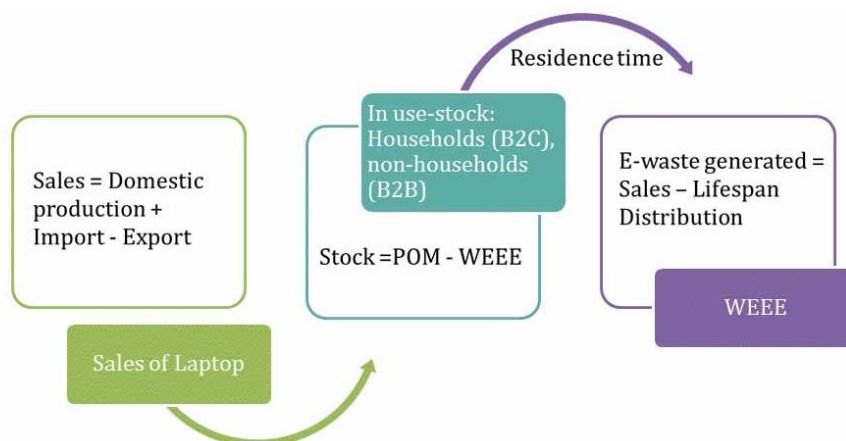 Sales = Domestic
production +
Import - Export
Sales of Laptop
In use-stock:
Households (B2C),
non-households
(B2B)
Stock =POM - WEEE
Residence time
E-waste generated =
Sales – Lifespan
Distribution
WEEE